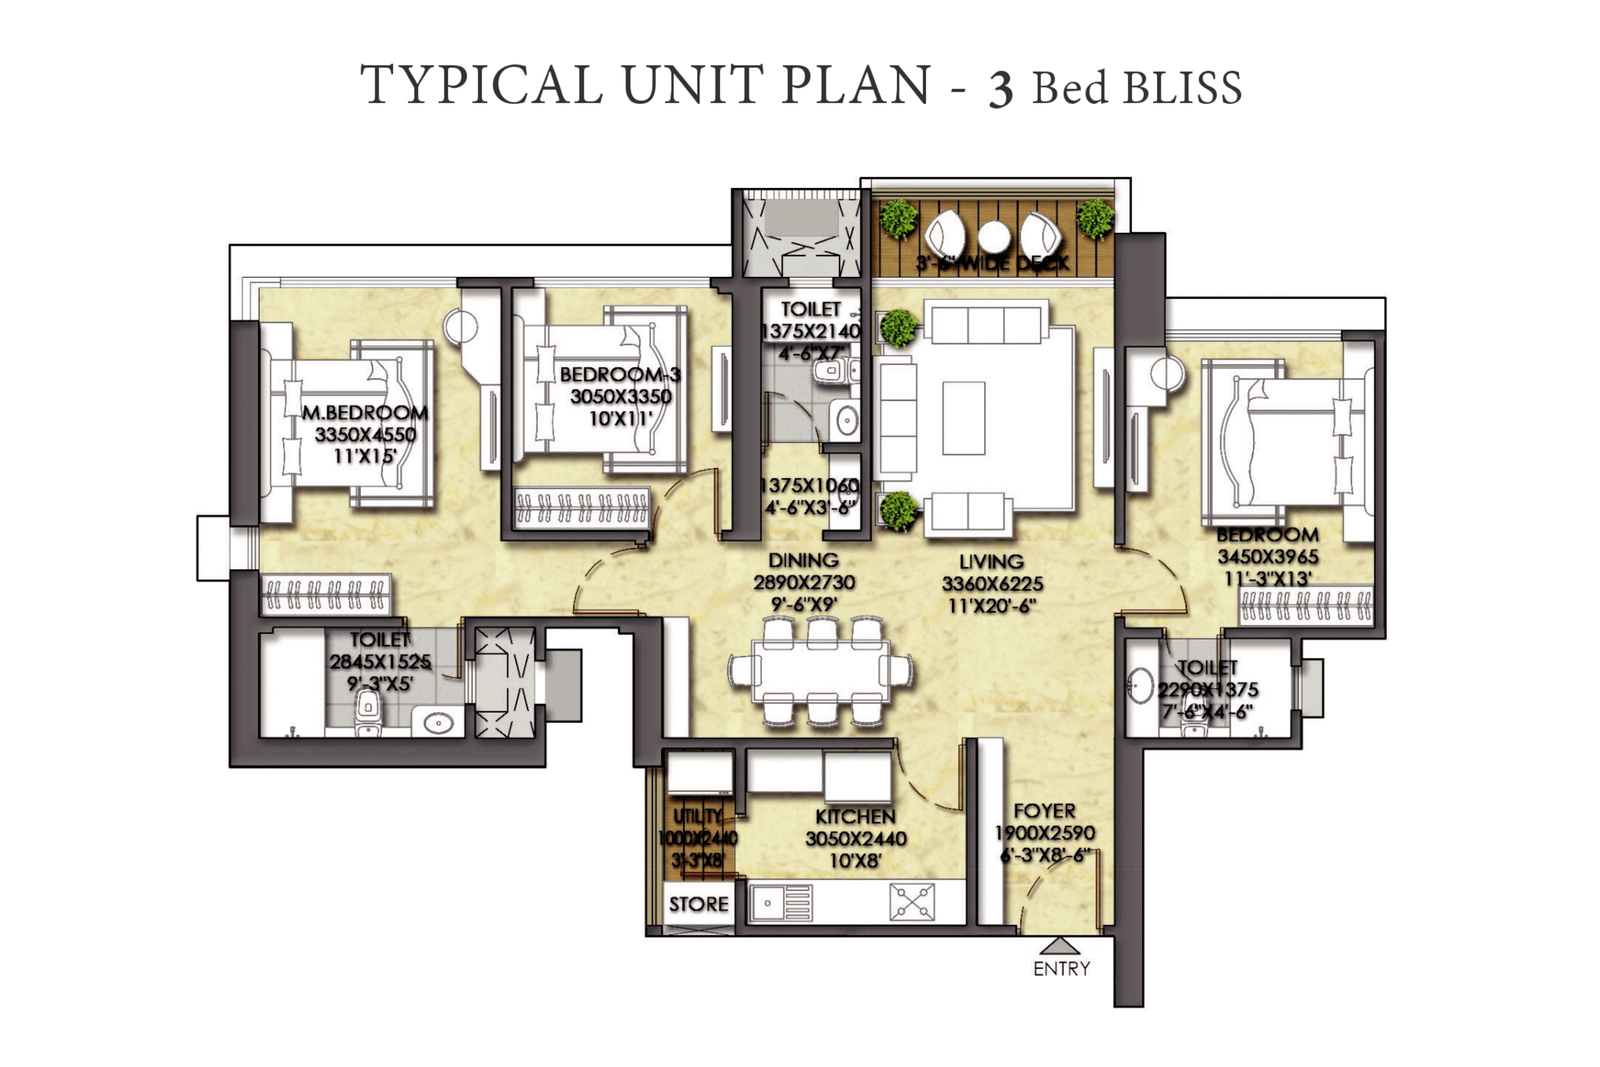 TYPICAL UNIT PLAN - 3 Bed BLISS
3'-6" WIDE DECK
TOILET
1375X2140
4'-6"X7'
BEDROOM-3
3050X3350
10'X11'
M.BEDROOM
3350X4550
11'X15'
1375X1060
4'-6"X3'-6"
BEDROOM
3450X3965
11'-3"X13'
DINING
2890X2730
9'-6"X9'
LIVING
3360X6225
11'X20'-6"
TOILET
2845X1525
9'-3"X5'
TOILET
2290X1375
7'-6"X4'-6"
UTILTY
1000X2440
3'-3"X8'
KITCHEN
3050X2440
10'X8'
FOYER
1900X2590
6'-3"X8'-6"
STORE
ENTRY